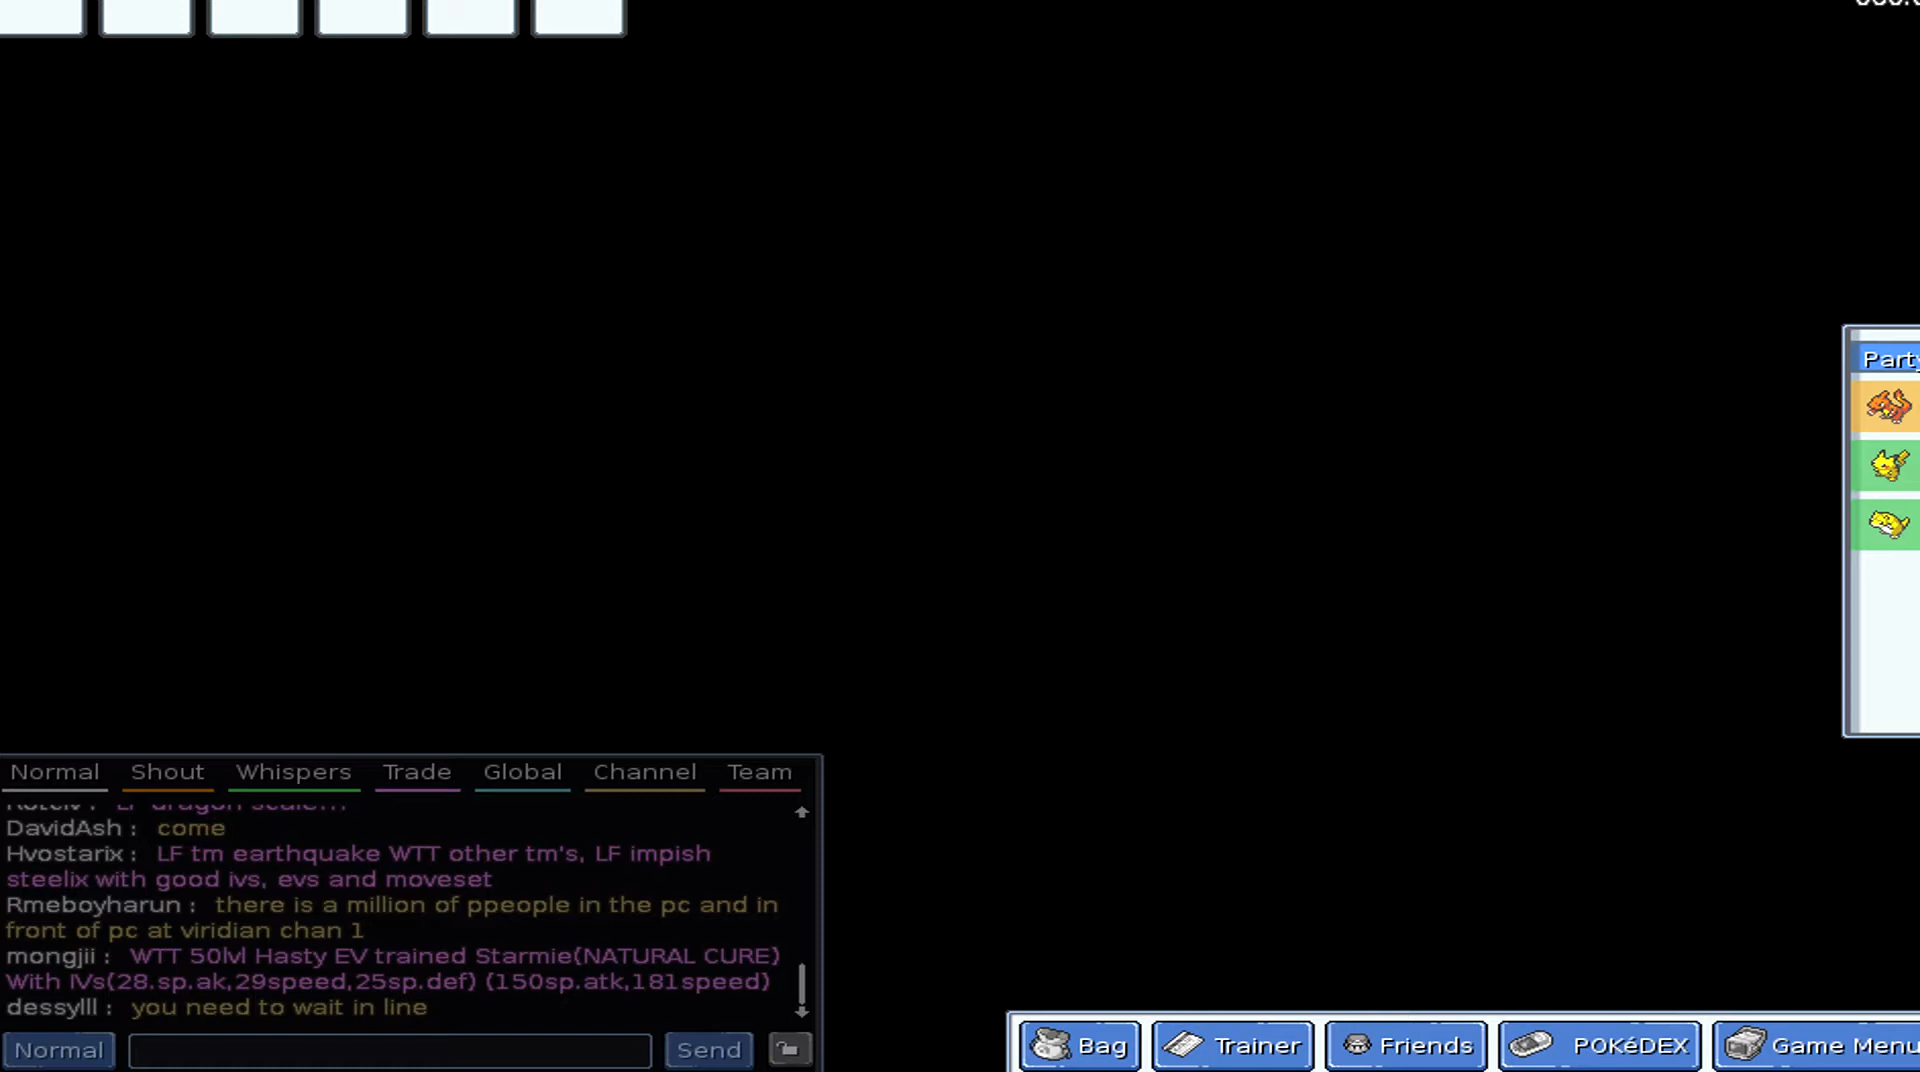 Party
Normal Shout Whispers Trade Global Channel Team
DavidAsh : come
Hvostarix : LF tm earthquake WTT other tm's, LF impish
steelix with good ivs, evs and moveset
Rmeboyharun : there is a million of ppeople in the pc and in
front of pc at viridian chan 1
mongjii : WTT 50lvl Hasty EV trained Starmie(NATURAL CURE)
With IVs(28.sp.ak,29speed,25sp.def) (150sp.atk,181speed)
dessylll : you need to wait in line
Normal Send
Bag Trainer Friends POKéDEX Game Menu